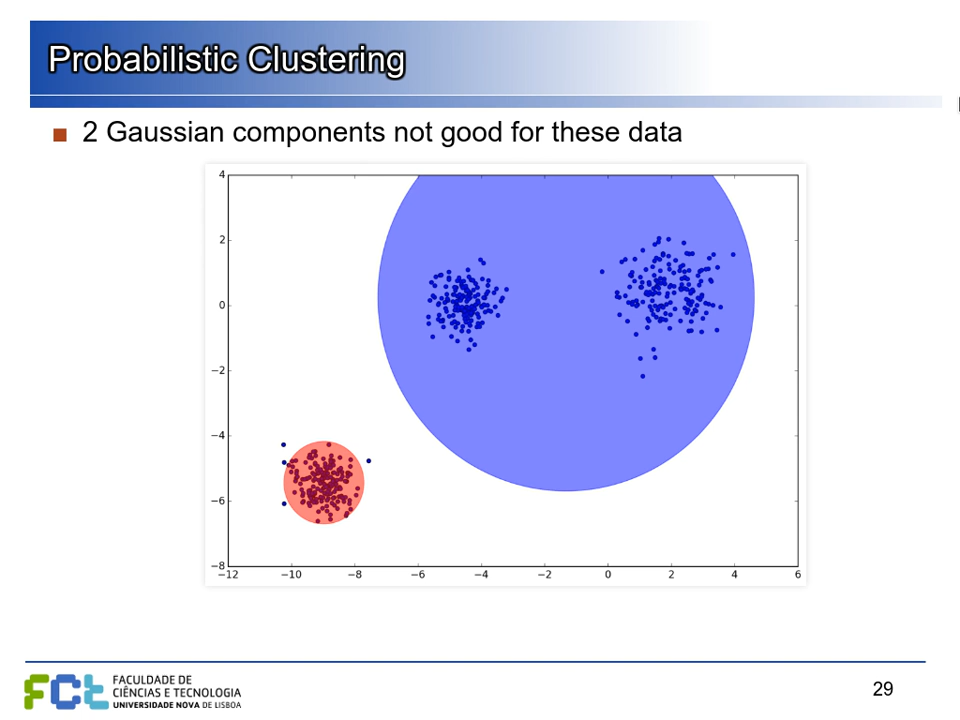 Probabilistic Clustering
2 Gaussian components not good for these data
4
2
0
−2
−4
−6
−8
−12 −10 −8 −6 −4 −2 0 2 4 6
FCt FACULDADE DE
CIÊNCIAS E TECNOLOGIA
UNIVERSIDADE NOVA DE LISBOA
29